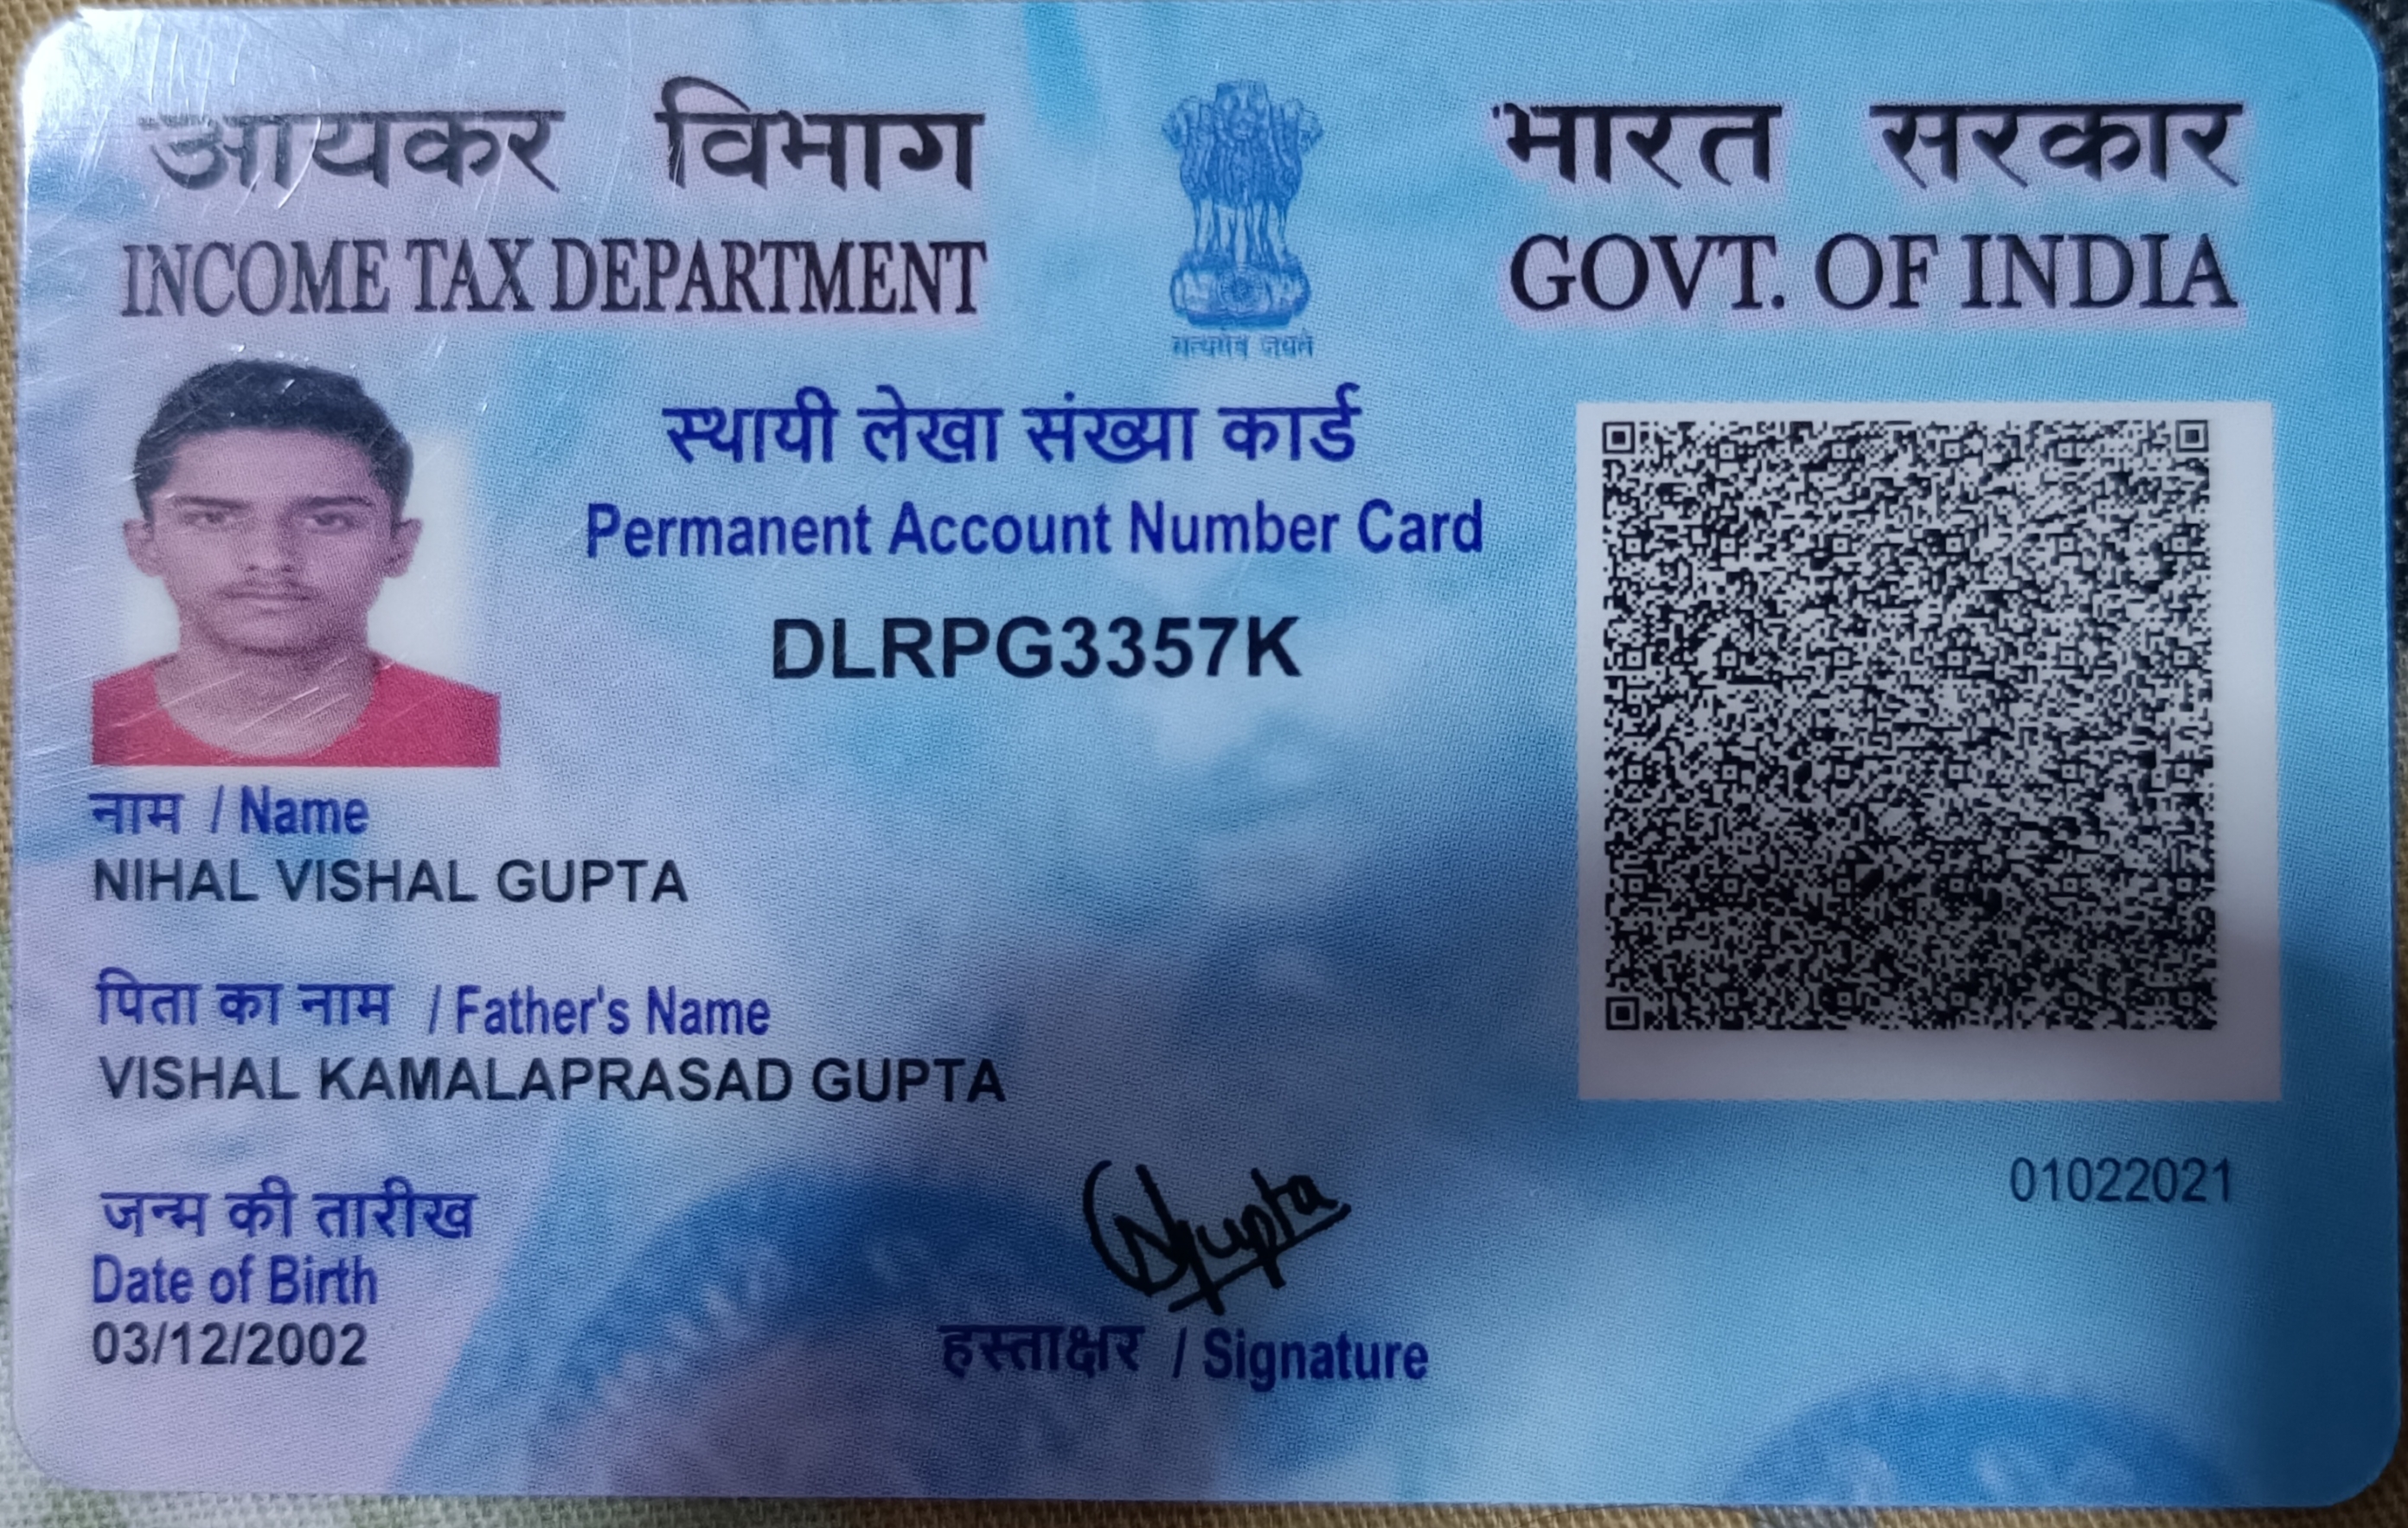 आयकर विभाग
INCOME TAX DEPARTMENT
सत्यमेव जयते
भारत सरकार
GOVT. OF INDIA
स्थायी लेखा संख्या कार्ड
Permanent Account Number Card
DLRPG3357K
नाम / Name
NIHAL VISHAL GUPTA
पिता का नाम / Father's Name
VISHAL KAMALAPRASAD GUPTA
जन्म की तारीख
Date of Birth
03/12/2002
NGupta
हस्ताक्षर / Signature
01022021